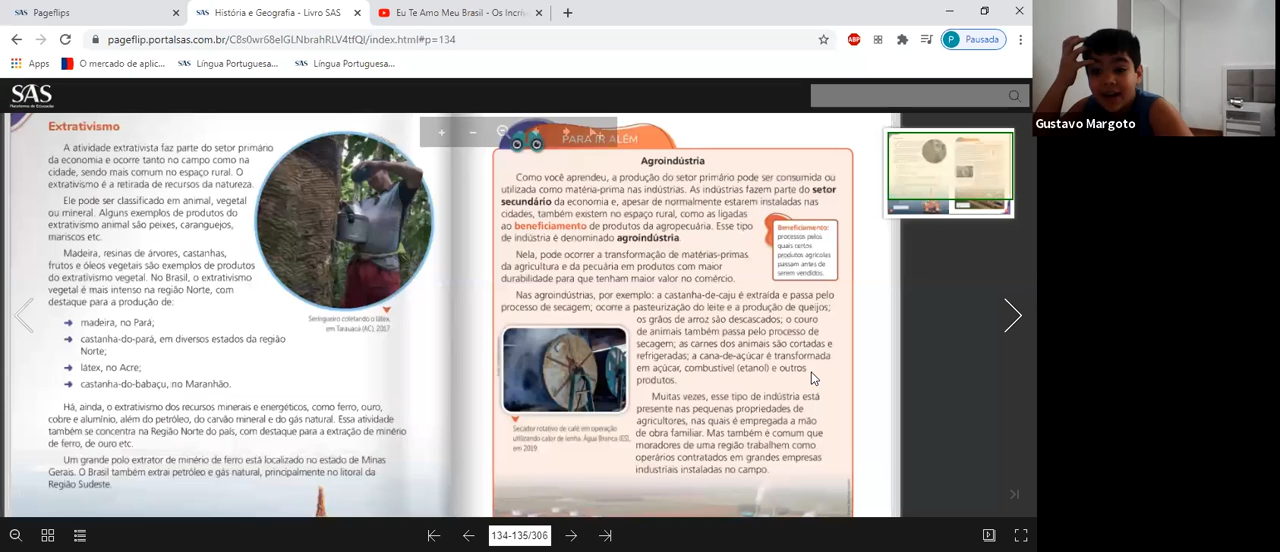 Pageflips
História e Geografia - Livro SAS
Eu Te Amo Meu Brasil - Os Incrív
pageflip.portalsas.com.br/C8s0wr68elGLNbrahRLV4tfQI/index.html#p=134
ABP
P
Pausada
Apps
O mercado de aplic...
Língua Portuguesa...
Língua Portuguesa...
SAS
Plataforma de Educação
Gustavo Margoto
Extrativismo
A atividade extrativista faz parte do setor primário
da economia e ocorre tanto no campo como na
cidade, sendo mais comum no espaço rural. O
extrativismo é a retirada de recursos da natureza.
Ele pode ser classificado em animal, vegetal
ou mineral. Alguns exemplos de produtos do
extrativismo animal são peixes, caranguejos,
mariscos etc.
Madeira, resinas de árvores, castanhas,
frutos e óleos vegetais são exemplos de produtos
do extrativismo vegetal. No Brasil, o extrativismo
vegetal é mais intenso na região Norte, com
destaque para a produção de:
madeira, no Pará;
castanha-do-pará, em diversos estados da região
Norte;
látex, no Acre;
castanha-do-babaçu, no Maranhão.
Seringueiro coletando o látex,
em Tarauacá (AC), 2017.
Há, ainda, o extrativismo dos recursos minerais e energéticos, como ferro, ouro,
cobre e alumínio, além do petróleo, do carvão mineral e do gás natural. Essa atividade
também se concentra na Região Norte do país, com destaque para a extração de minério
de ferro, de ouro etc.
Um grande polo extrator de minério de ferro está localizado no estado de Minas
Gerais. O Brasil também extrai petróleo e gás natural, principalmente no litoral da
Região Sudeste.
PARA IR ALÉM
Agroindústria
Como você aprendeu, a produção do setor primário pode ser consumida ou
utilizada como matéria-prima nas indústrias. As indústrias fazem parte do setor
secundário da economia e, apesar de normalmente estarem instaladas nas
cidades, também existem no espaço rural, como as ligadas
ao beneficiamento de produtos da agropecuária. Esse tipo
de indústria é denominado agroindústria.
Beneficiamento:
processos pelos
quais certos
produtos agrícolas
passam antes de
serem vendidos.
Nela, pode ocorrer a transformação de matérias-primas
da agricultura e da pecuária em produtos com maior
durabilidade para que tenham maior valor no comércio.
Nas agroindústrias, por exemplo: a castanha-de-caju é extraída e passa pelo
processo de secagem; ocorre a pasteurização do leite e a produção de queijos;
os grãos de arroz são descascados; o couro
de animais também passa pelo processo de
secagem; as carnes dos animais são cortadas e
refrigeradas; a cana-de-açúcar é transformada
em açúcar, combustível (etanol) e outros
produtos.
Secador rotativo de café em operação
utilizando calor de lenha. Água Branca (ES),
em 2019.
Muitas vezes, esse tipo de indústria está
presente nas pequenas propriedades de
agricultores, nas quais é empregada a mão
de obra familiar. Mas também é comum que
moradores de uma região trabalhem como
operários contratados em grandes empresas
industriais instaladas no campo.
134-135/306